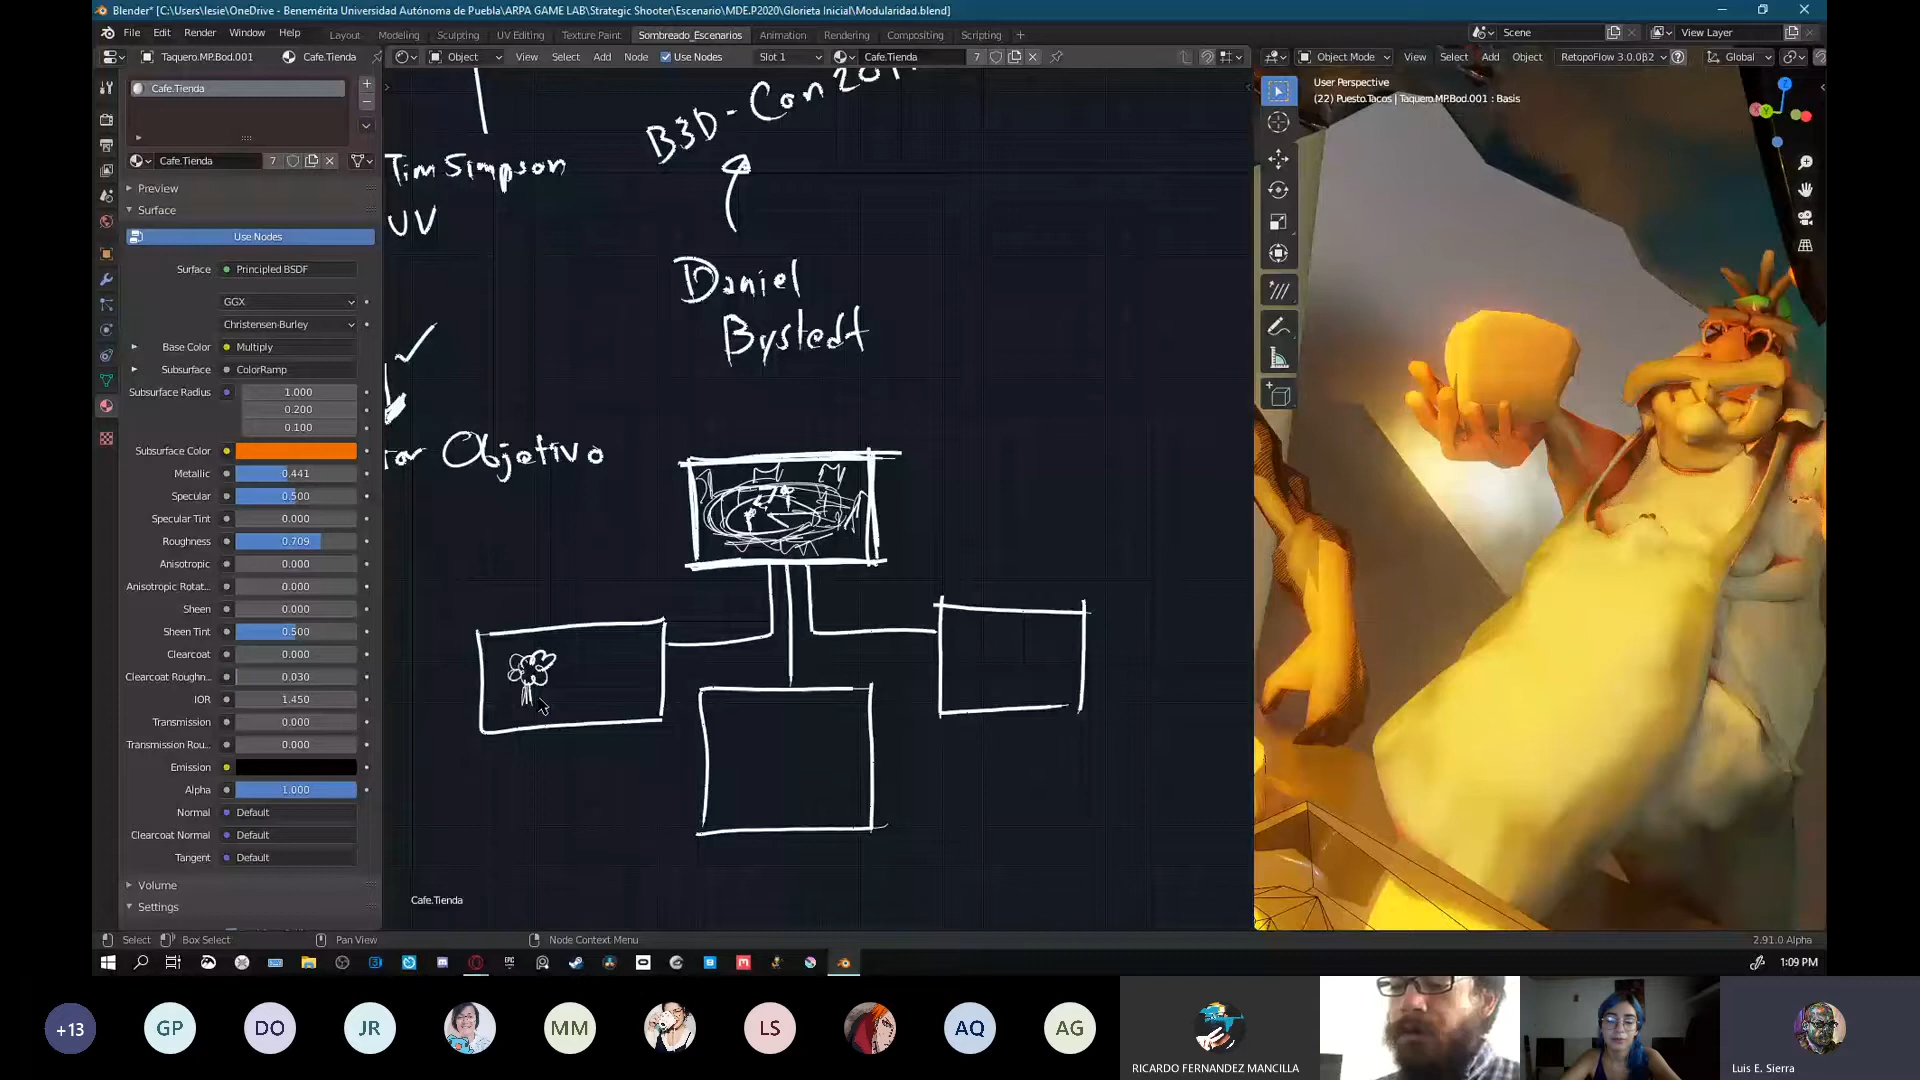 Blender* [C:\Users\lesie\OneDrive - Benemérita Universidad Autónoma de Puebla\ARPA GAME LAB\Strategic Shooter\Escenario\MDE.P2020\Glorieta Inicial\Modularidad.blend]
File Edit Render Window Help Layout Modeling Sculpting UV Editing Texture Paint Sombreado_Escenarios Animation Rendering Compositing Scripting + Scene View Layer
Taquero.MP.Bod.001 Cafe.Tienda Object View Select Add Node Use Nodes Slot 1 Cafe.Tienda 7 Object Mode View Select Add Object RetopoFlow 3.0.0β2 Global
Cafe.Tienda
Cafe.Tienda 7
Preview
Surface
Use Nodes
Surface Principled BSDF
GGX
Christensen-Burley
Base Color Multiply
Subsurface ColorRamp
Subsurface Radius 1.000
0.200
0.100
Subsurface Color
Metallic 0.441
Specular 0.500
Specular Tint 0.000
Roughness 0.709
Anisotropic 0.000
Anisotropic Rotat... 0.000
Sheen 0.000
Sheen Tint 0.500
Clearcoat 0.000
Clearcoat Roughn... 0.030
IOR 1.450
Transmission 0.000
Transmission Rou... 0.000
Emission
Alpha 1.000
Normal Default
Clearcoat Normal Default
Tangent Default
Volume
Settings
B3D-Con
Tim Simpson
UV
Daniel
Bystedt
Objetivo
Cafe.Tienda
User Perspective
(22) Puesto.Tacos | Taquero.MP.Bod.001 : Basis
Select Box Select Pan View Node Context Menu 2.91.0 Alpha
1:09 PM
+13 GP DO JR MM LS AQ AG
RICARDO FERNANDEZ MANCILLA Luis E. Sierra